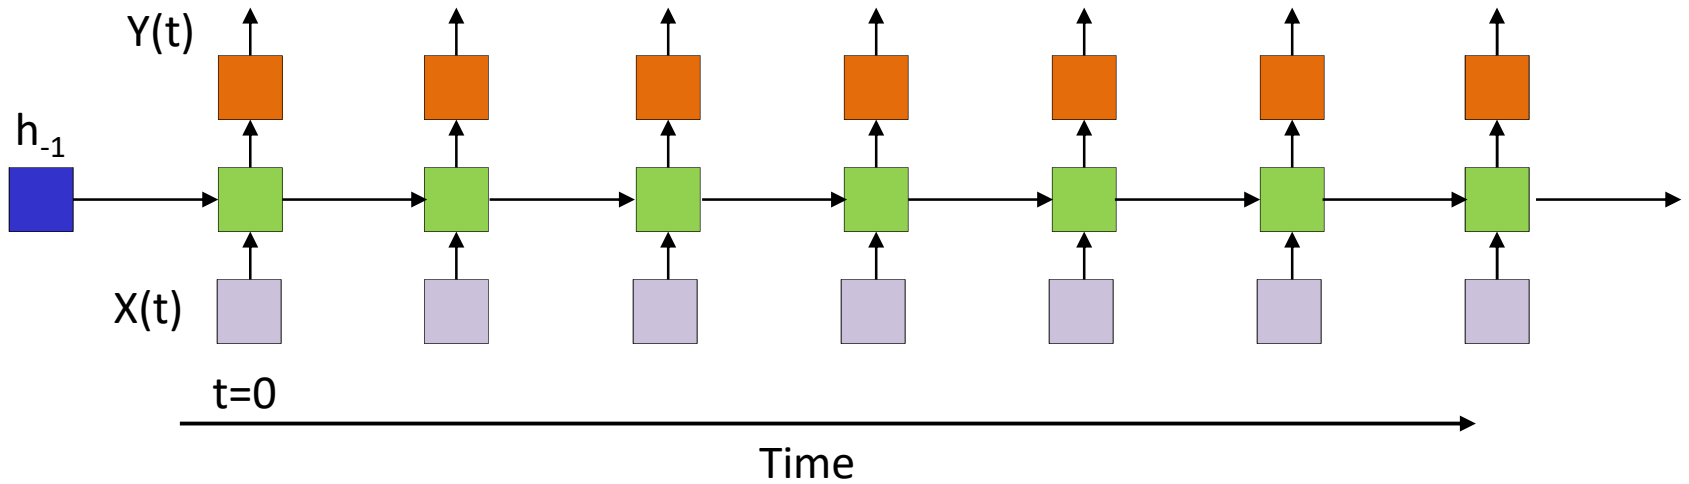 Y(t)
h₋₁
X(t)
t=0
Time